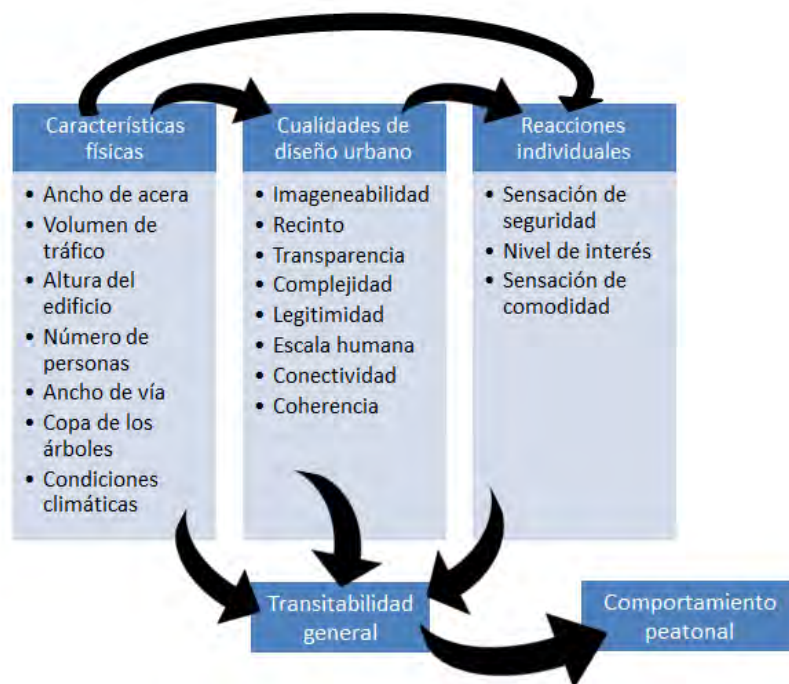 Características
físicas
• Ancho de acera
• Volumen de
tráfico
• Altura del
edificio
• Número de
personas
• Ancho de vía
• Copa de los
árboles
• Condiciones
climáticas
Cualidades de
diseño urbano
• Imageneabilidad
• Recinto
• Transparencia
• Complejidad
• Legitimidad
• Escala humana
• Conectividad
• Coherencia
Reacciones
individuales
• Sensación de
seguridad
• Nivel de interés
• Sensación de
comodidad
Transitabilidad
general
Comportamiento
peatonal